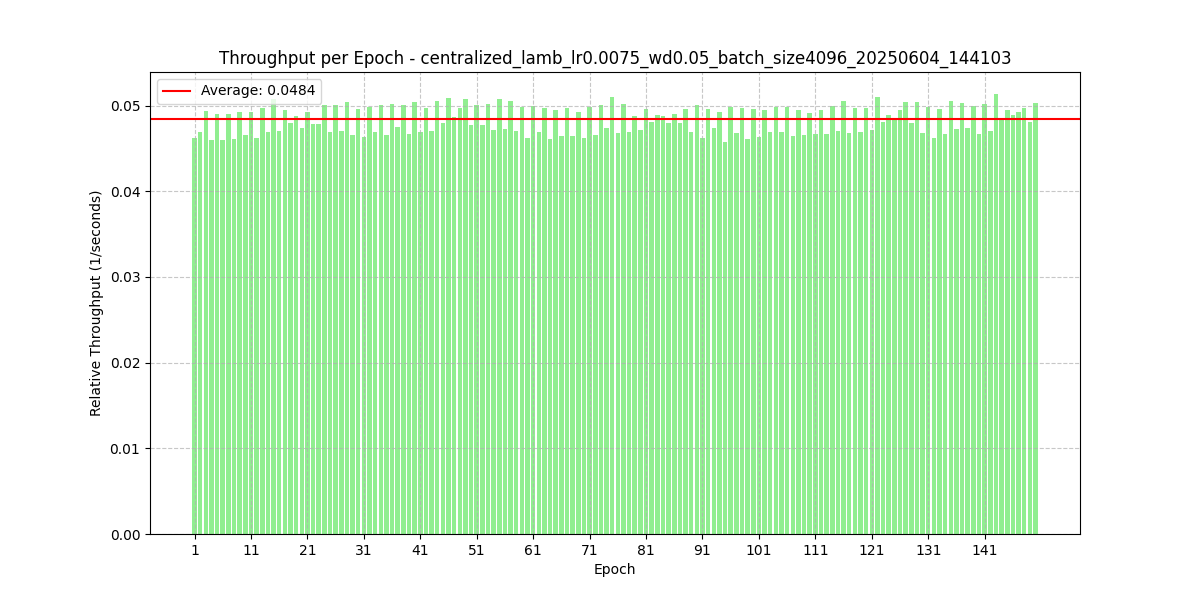 Throughput per Epoch - centralized_lamb_lr0.0075_wd0.05_batch_size4096_20250604_144103
Average: 0.0484
Relative Throughput (1/seconds)
0.05
0.04
0.03
0.02
0.01
0.00
1 11 21 31 41 51 61 71 81 91 101 111 121 131 141
Epoch